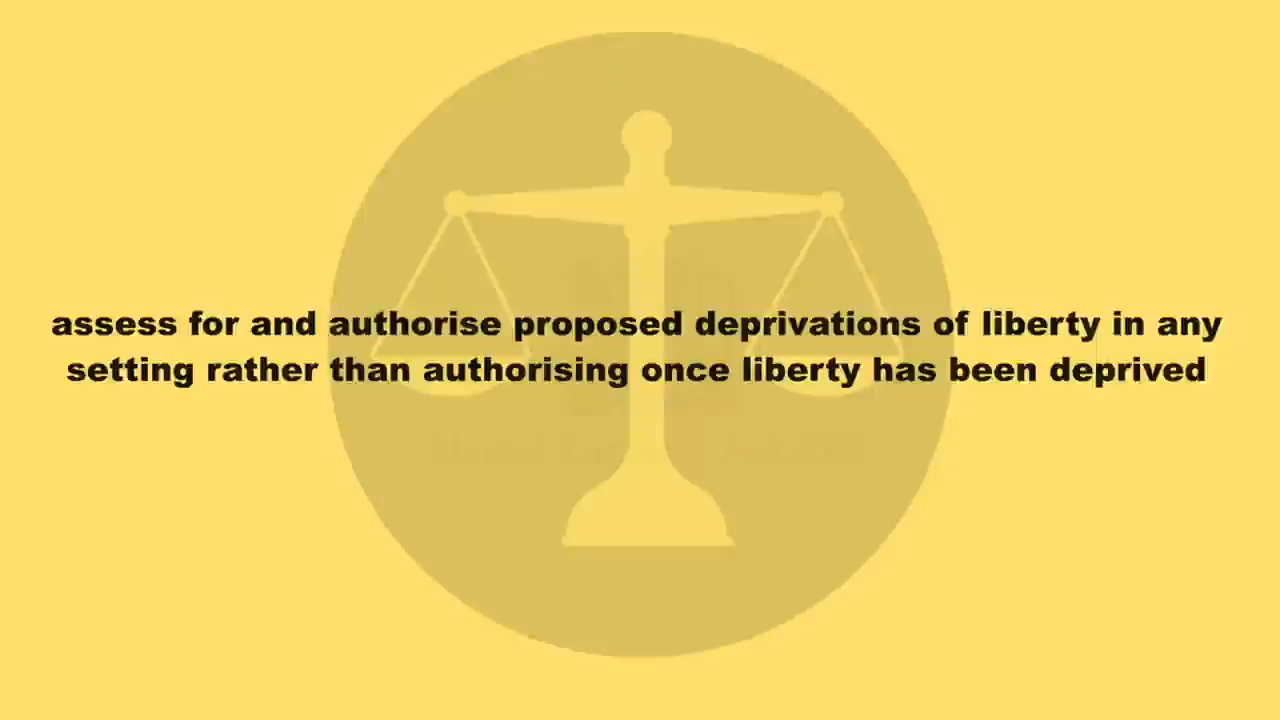 assess for and authorise proposed deprivations of liberty in any
setting rather than authorising once liberty has been deprived